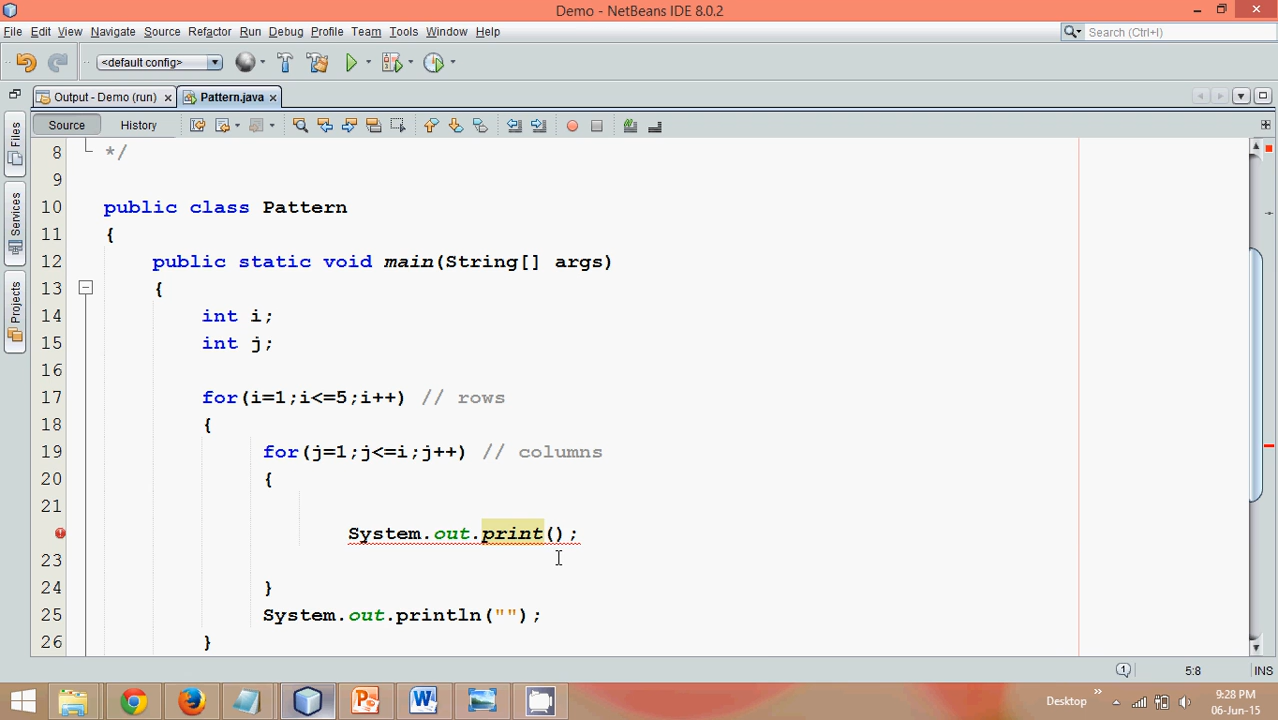 Demo - NetBeans IDE 8.0.2
File Edit View Navigate Source Refactor Run Debug Profile Team Tools Window Help
Search (Ctrl+I)
<default config>
Output - Demo (run) Pattern.java
Source History
Files
Services
Projects
8 */
9
10 public class Pattern
11 {
12 public static void main(String[] args)
13 {
14 int i;
15 int j;
16
17 for(i=1;i<=5;i++) // rows
18 {
19 for(j=1;j<=i;j++) // columns
20 {
21
System.out.print();
23
24 }
25 System.out.println("");
26 }
1 5:8 INS
Desktop
9:28 PM
06-Jun-15